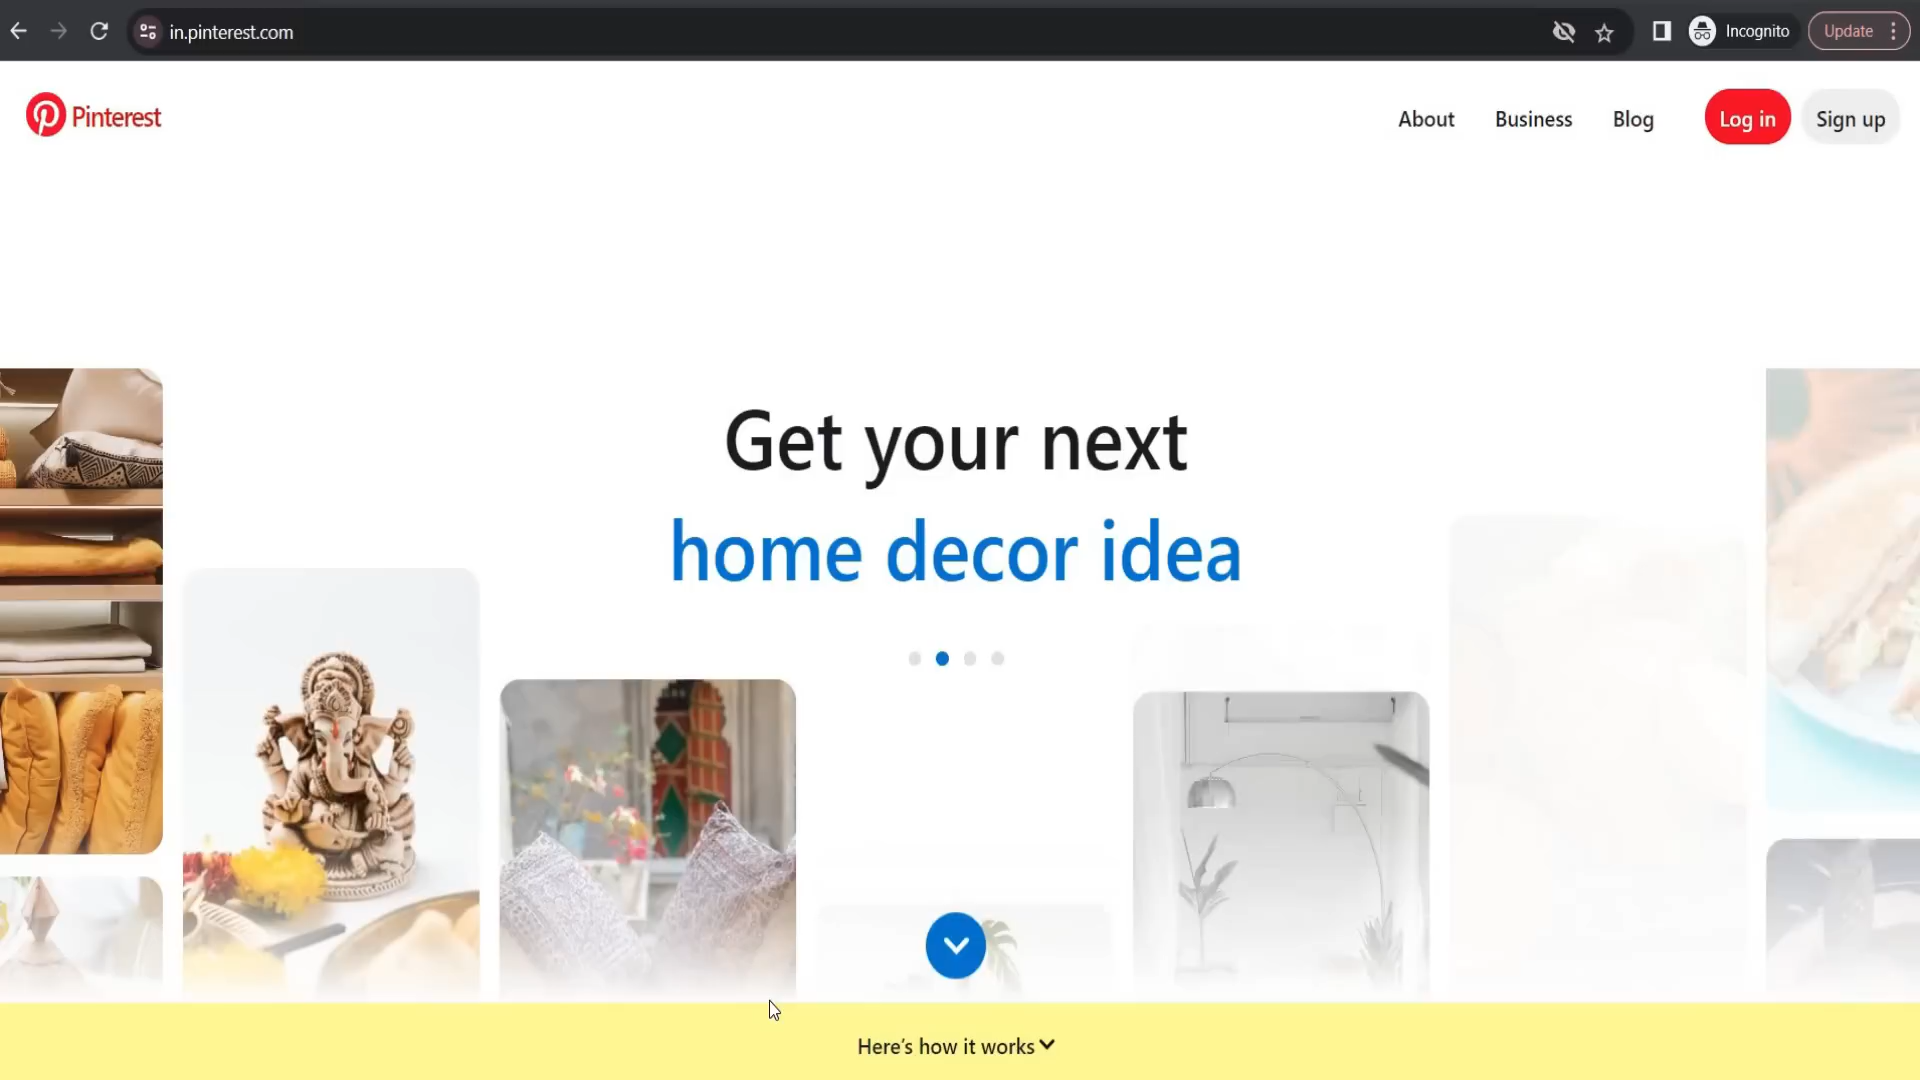 in.pinterest.com
Incognito
Update
Pinterest
About
Business
Blog
Log in
Sign up
Get your next
home decor idea
Here's how it works